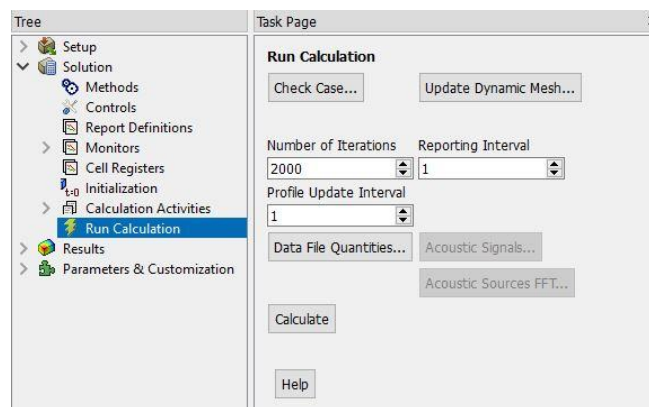 Tree
Setup
Solution
Methods
Controls
Report Definitions
Monitors
Cell Registers
t=0 Initialization
Calculation Activities
Run Calculation
Results
Parameters & Customization
Task Page
Run Calculation
Check Case... Update Dynamic Mesh...
Number of Iterations Reporting Interval
2000 1
Profile Update Interval
1
Data File Quantities... Acoustic Signals...
Acoustic Sources FFT...
Calculate
Help